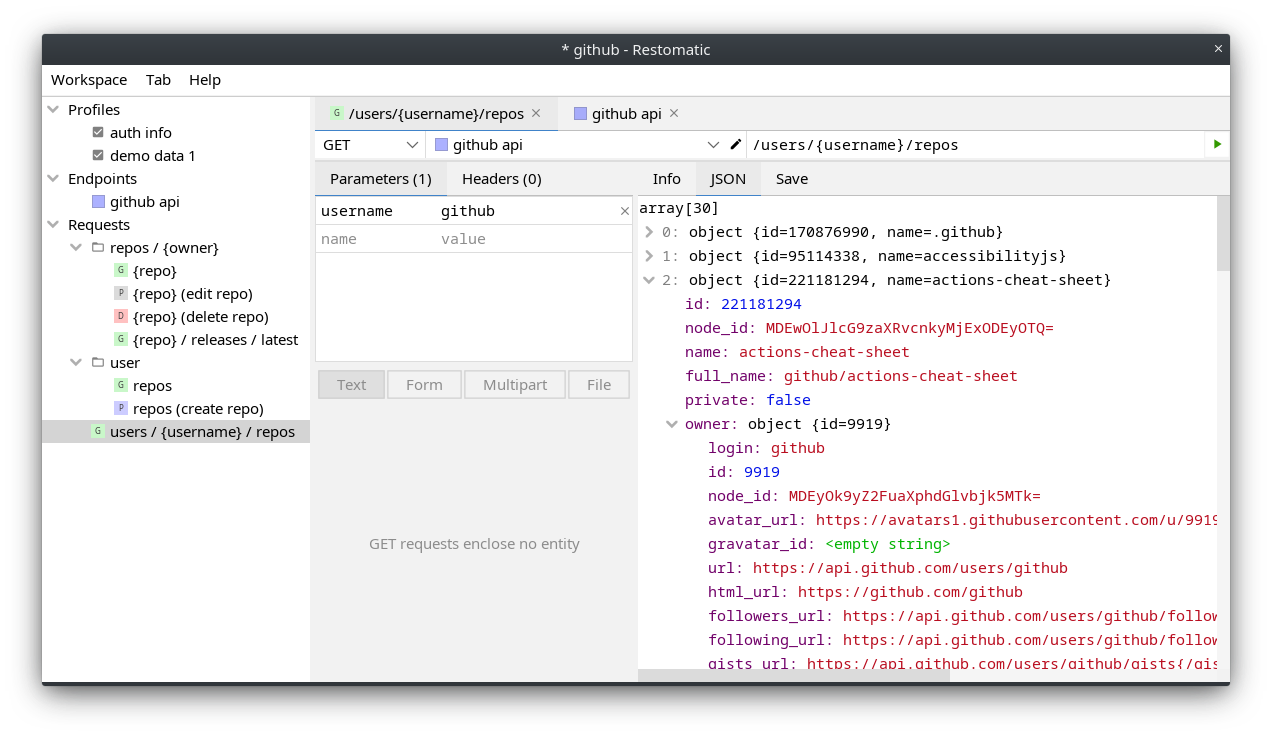 * github - Restomatic
×
Workspace Tab Help
Profiles
auth info
demo data 1
Endpoints
github api
Requests
repos / {owner}
G {repo}
P {repo} (edit repo)
D {repo} (delete repo)
G {repo} / releases / latest
user
G repos
P repos (create repo)
G users / {username} / repos
G /users/{username}/repos × github api ×
GET github api /users/{username}/repos
Parameters (1) Headers (0)
username github ×
name value
Text Form Multipart File
GET requests enclose no entity
Info JSON Save
array[30]
0: object {id=170876990, name=.github}
1: object {id=95114338, name=accessibilityjs}
2: object {id=221181294, name=actions-cheat-sheet}
id: 221181294
node_id: MDEwOlJlcG9zaXRvcnkyMjExODEyOTQ=
name: actions-cheat-sheet
full_name: github/actions-cheat-sheet
private: false
owner: object {id=9919}
login: github
id: 9919
node_id: MDEyOk9yZ2FuaXphdGlvbjk5MTk=
avatar_url: https://avatars1.githubusercontent.com/u/9919
gravatar_id: <empty string>
url: https://api.github.com/users/github
html_url: https://github.com/github
followers_url: https://api.github.com/users/github/follow
following_url: https://api.github.com/users/github/follow
gists_url: https://api.github.com/users/github/gists{/gis